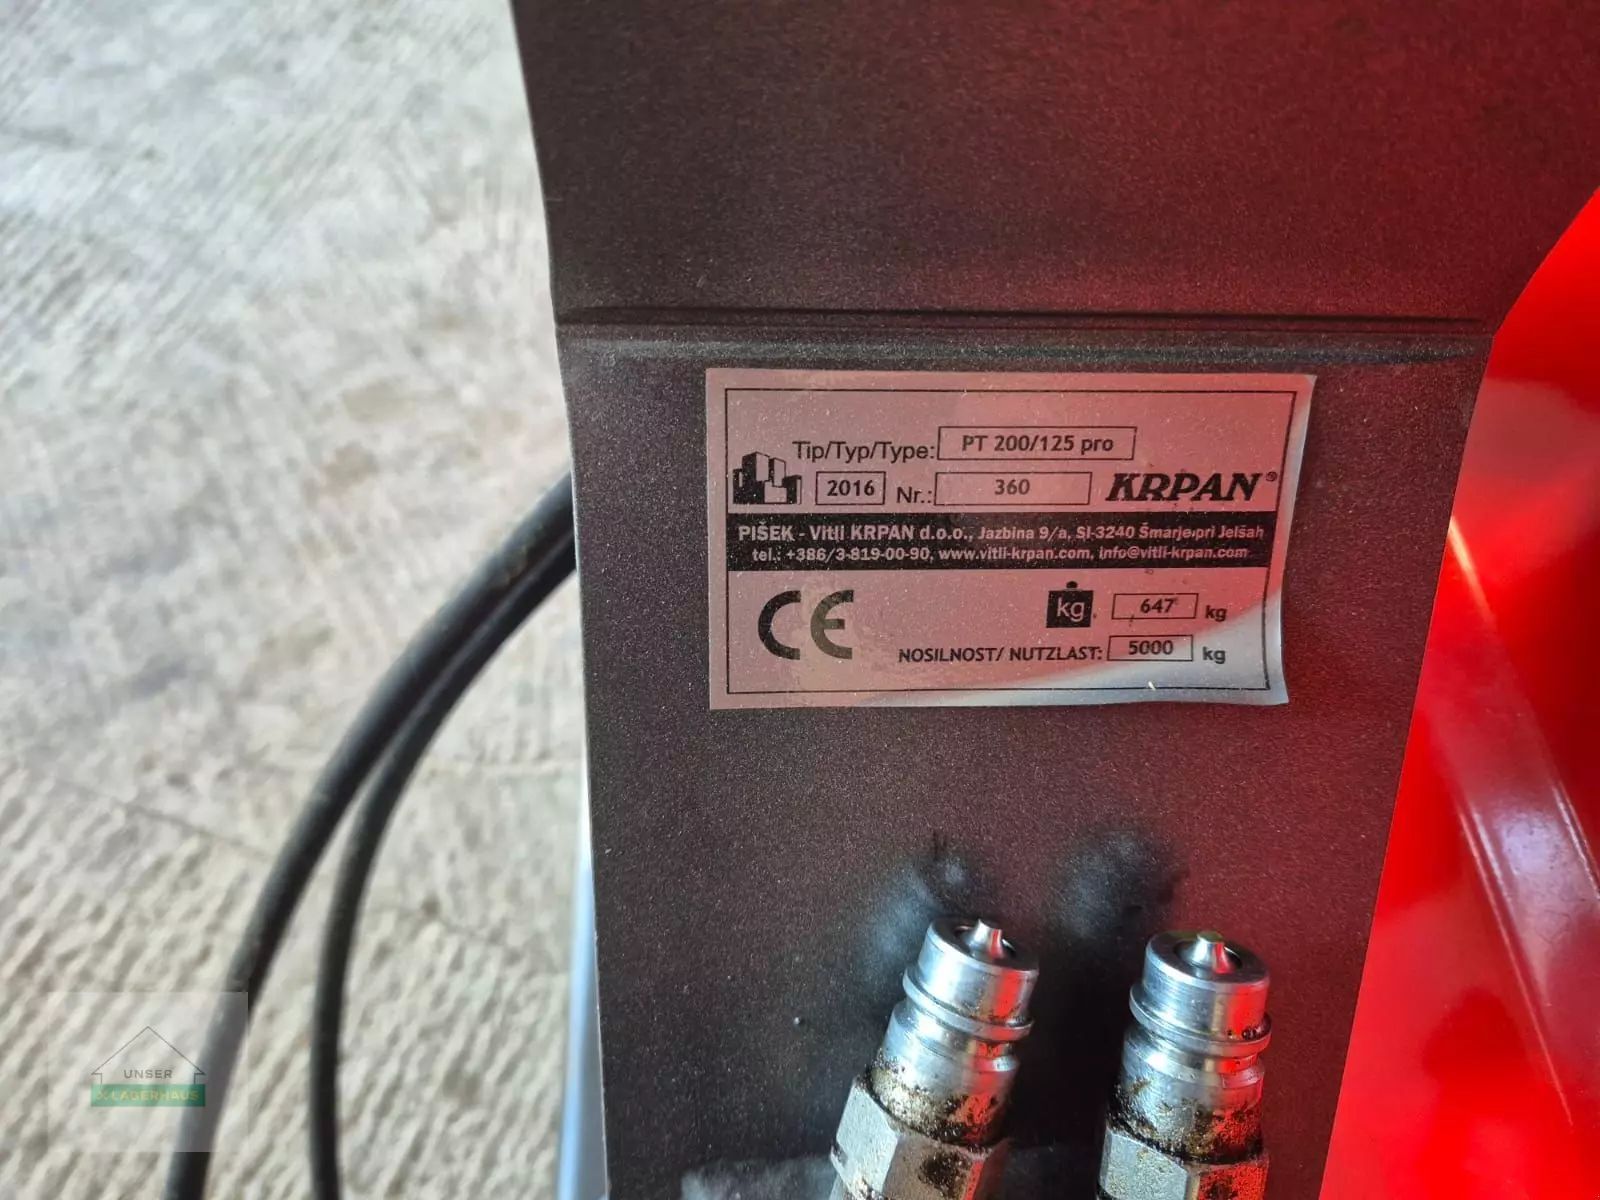 Tip/Typ/Type: PT 200/125 pro
2016 Nr.: 360 KRPAN®
PIŠEK - Vitli KRPAN d.o.o., Jazbina 9/a, SI-3240 Šmarje pri Jelšah
tel.: +386/3-819-00-90, www.vitli-krpan.com, info@vitli-krpan.com
CE kg 647 kg
NOSILNOST/ NUTZLAST: 5000 kg
UNSER
LAGERHAUS